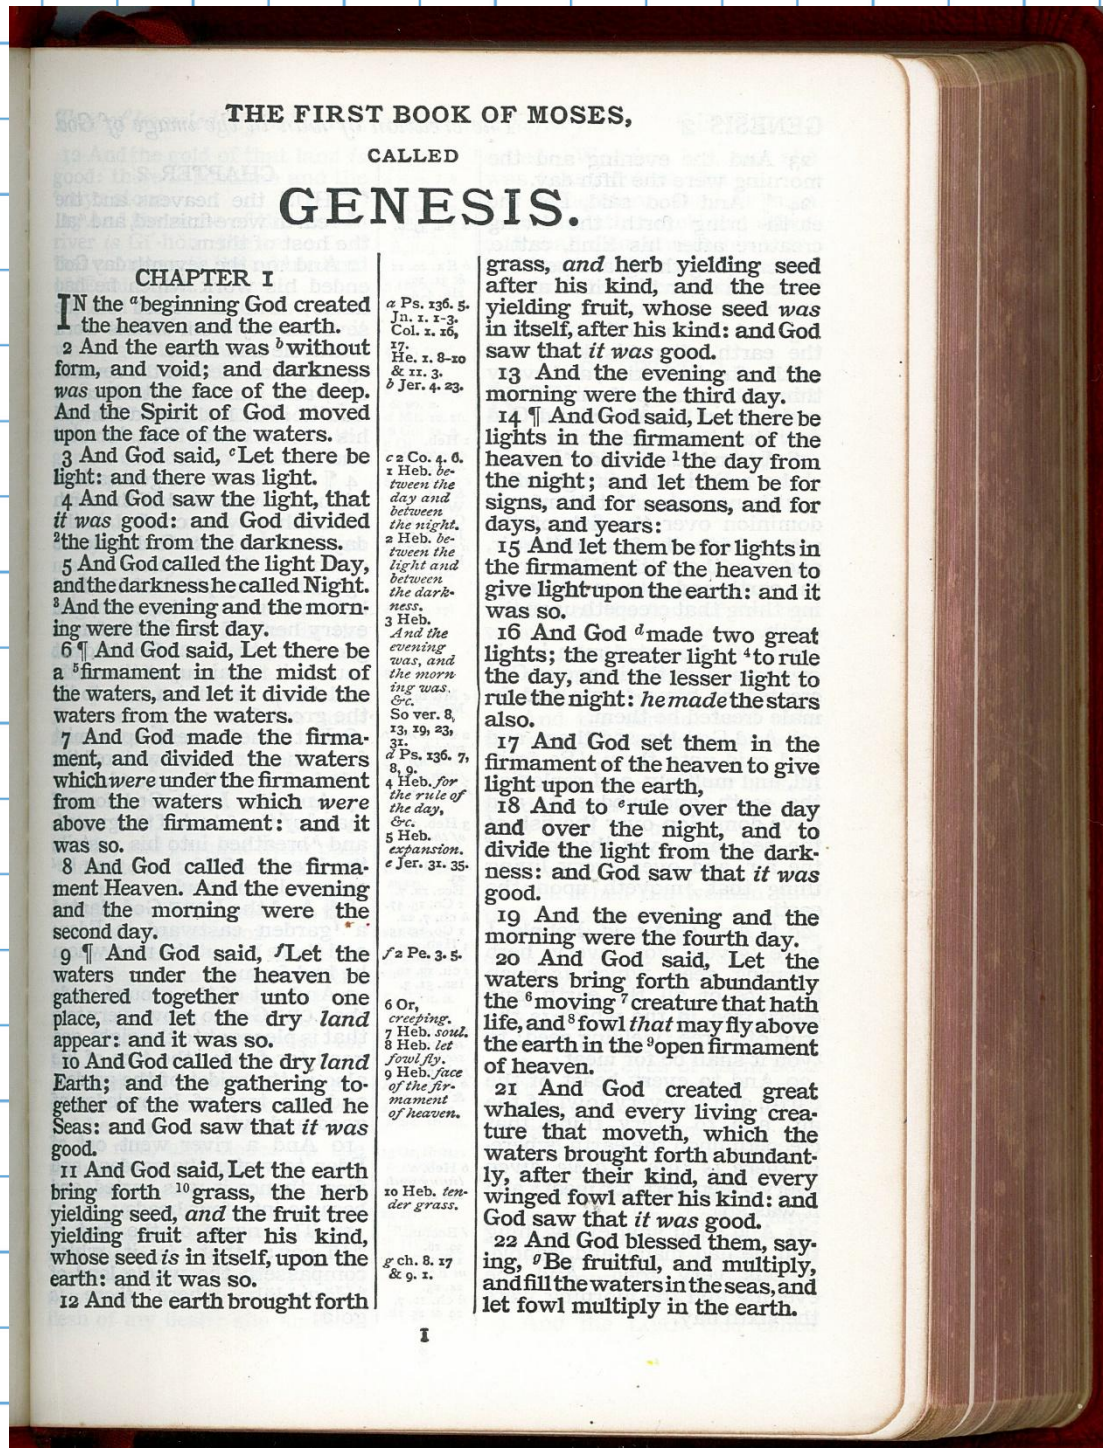 THE FIRST BOOK OF MOSES,
CALLED
GENESIS.
CHAPTER I
IN the a beginning God created
the heaven and the earth.
2 And the earth was b without
form, and void; and darkness
was upon the face of the deep.
And the Spirit of God moved
upon the face of the waters.
3 And God said, c Let there be
light: and there was light.
4 And God saw the light, that
it was good: and God divided
2 the light from the darkness.
5 And God called the light Day,
and the darkness he called Night.
3 And the evening and the morn-
ing were the first day.
6 ¶ And God said, Let there be
a 5 firmament in the midst of
the waters, and let it divide the
waters from the waters.
7 And God made the firma-
ment, and divided the waters
which were under the firmament
from the waters which were
above the firmament: and it
was so.
8 And God called the firma-
ment Heaven. And the evening
and the morning were the
second day.
9 ¶ And God said, f Let the
waters under the heaven be
gathered together unto one
place, and let the dry land
appear: and it was so.
10 And God called the dry land
Earth; and the gathering to-
gether of the waters called he
Seas: and God saw that it was
good.
11 And God said, Let the earth
bring forth 10 grass, the herb
yielding seed, and the fruit tree
yielding fruit after his kind,
whose seed is in itself, upon the
earth: and it was so.
12 And the earth brought forth
a Ps. 136. 5.
Jn. 1. 1-3.
Col. 1. 16,
17.
He. 1. 8-10
& 11. 3.
b Jer. 4. 23.
c 2 Co. 4. 6.
1 Heb. be-
tween the
day and
between
the night.
2 Heb. be-
tween the
light and
between
the dark-
ness.
3 Heb.
And the
evening
was, and
the morn
ing was.
&c.
So ver. 8,
13, 19, 23,
31.
d Ps. 136. 7,
8, 9.
4 Heb. for
the rule of
the day,
&c.
5 Heb.
expansion.
e Jer. 31. 35.
f 2 Pe. 3. 5.
6 Or,
creeping.
7 Heb. soul.
8 Heb. let
fowl fly.
9 Heb. face
of the fir-
mament
of heaven.
10 Heb. ten-
der grass.
g ch. 8. 17
& 9. 1.
grass, and herb yielding seed
after his kind, and the tree
yielding fruit, whose seed was
in itself, after his kind: and God
saw that it was good.
13 And the evening and the
morning were the third day.
14 ¶ And God said, Let there be
lights in the firmament of the
heaven to divide 1 the day from
the night; and let them be for
signs, and for seasons, and for
days, and years:
15 And let them be for lights in
the firmament of the heaven to
give light upon the earth: and it
was so.
16 And God d made two great
lights; the greater light 4 to rule
the day, and the lesser light to
rule the night: he made the stars
also.
17 And God set them in the
firmament of the heaven to give
light upon the earth,
18 And to e rule over the day
and over the night, and to
divide the light from the dark-
ness: and God saw that it was
good.
19 And the evening and the
morning were the fourth day.
20 And God said, Let the
waters bring forth abundantly
the 6 moving 7 creature that hath
life, and 8 fowl that may fly above
the earth in the 9 open firmament
of heaven.
21 And God created great
whales, and every living crea-
ture that moveth, which the
waters brought forth abundant-
ly, after their kind, and every
winged fowl after his kind: and
God saw that it was good.
22 And God blessed them, say-
ing, g Be fruitful, and multiply,
and fill the waters in the seas, and
let fowl multiply in the earth.
1